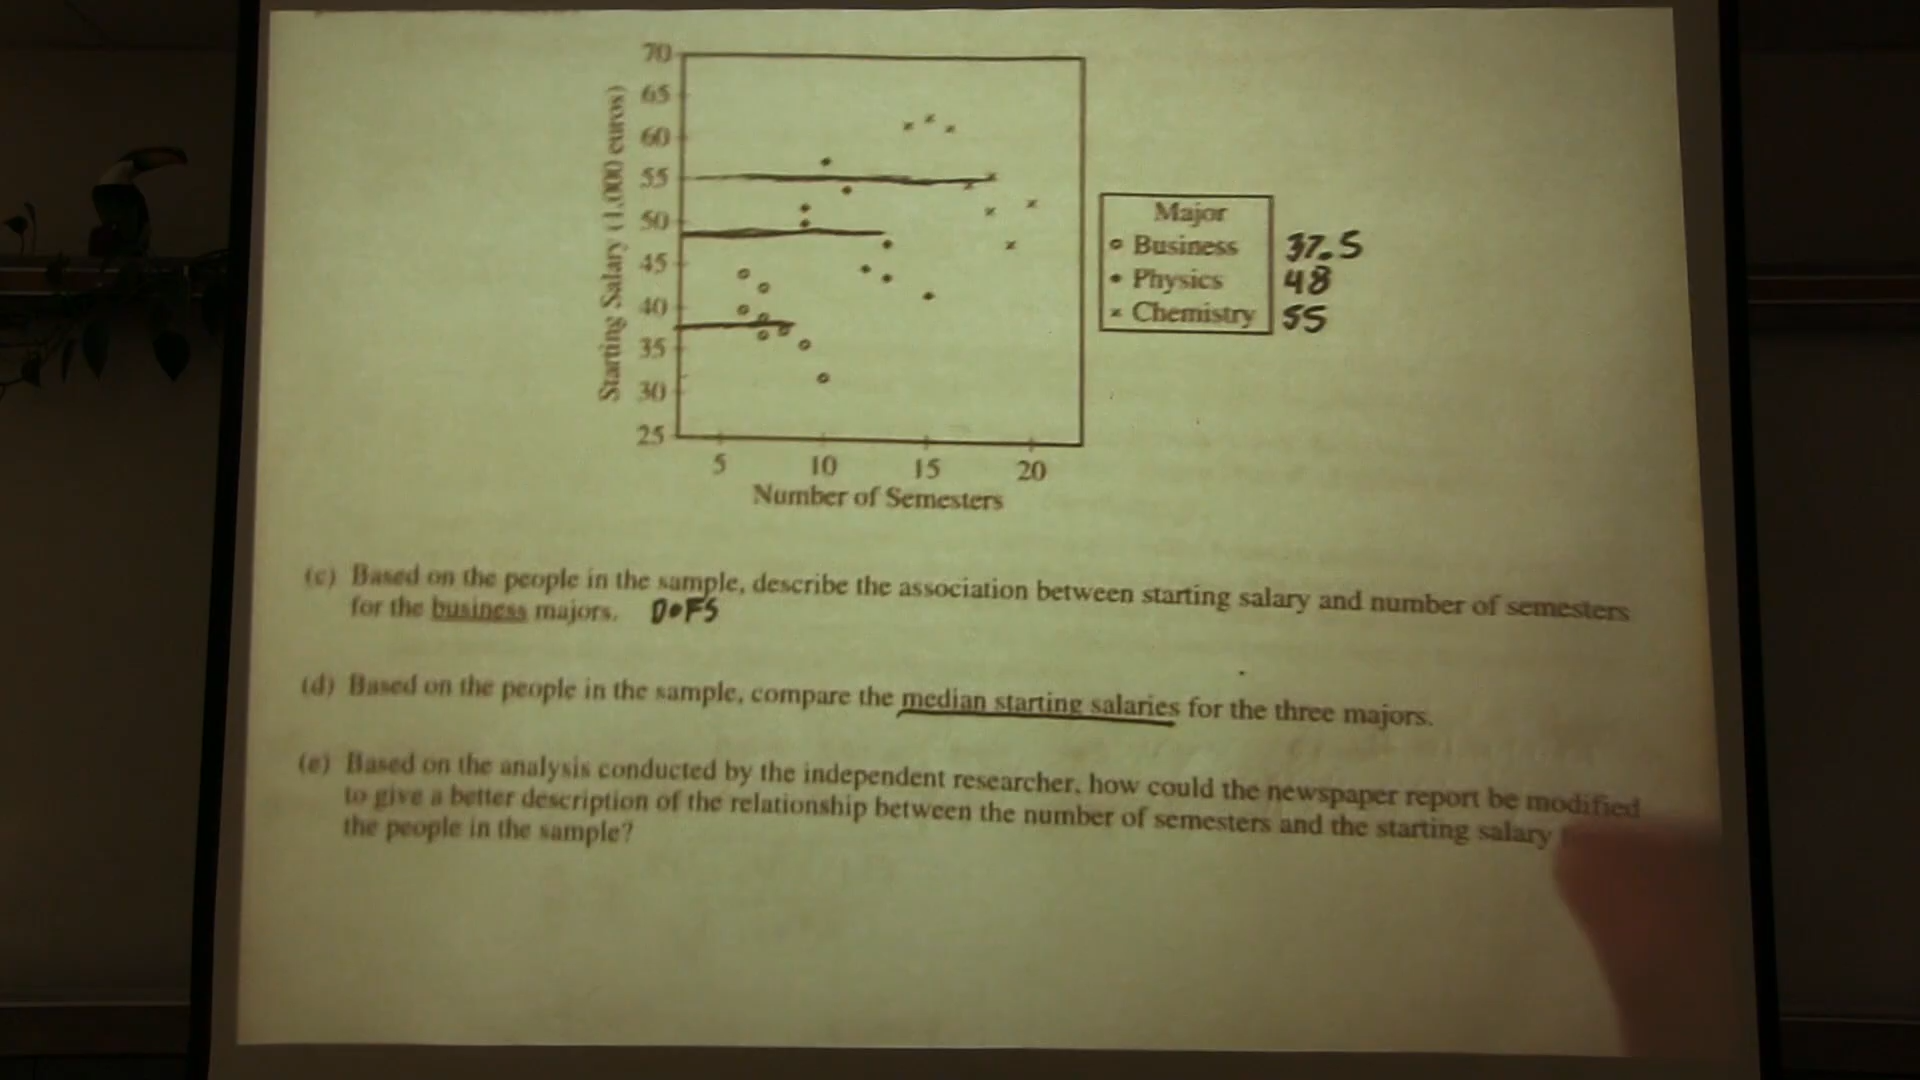 70
65
60
55
50
45
40
35
30
25
Starting Salary (1,000 euros)
5 10 15 20
Number of Semesters
Major
Business 37.5
Physics 48
Chemistry 55
(c) Based on the people in the sample, describe the association between starting salary and number of semesters
for the business majors. DOFS
(d) Based on the people in the sample, compare the median starting salaries for the three majors.
(e) Based on the analysis conducted by the independent researcher, how could the newspaper report be modified
to give a better description of the relationship between the number of semesters and the starting salary
the people in the sample?